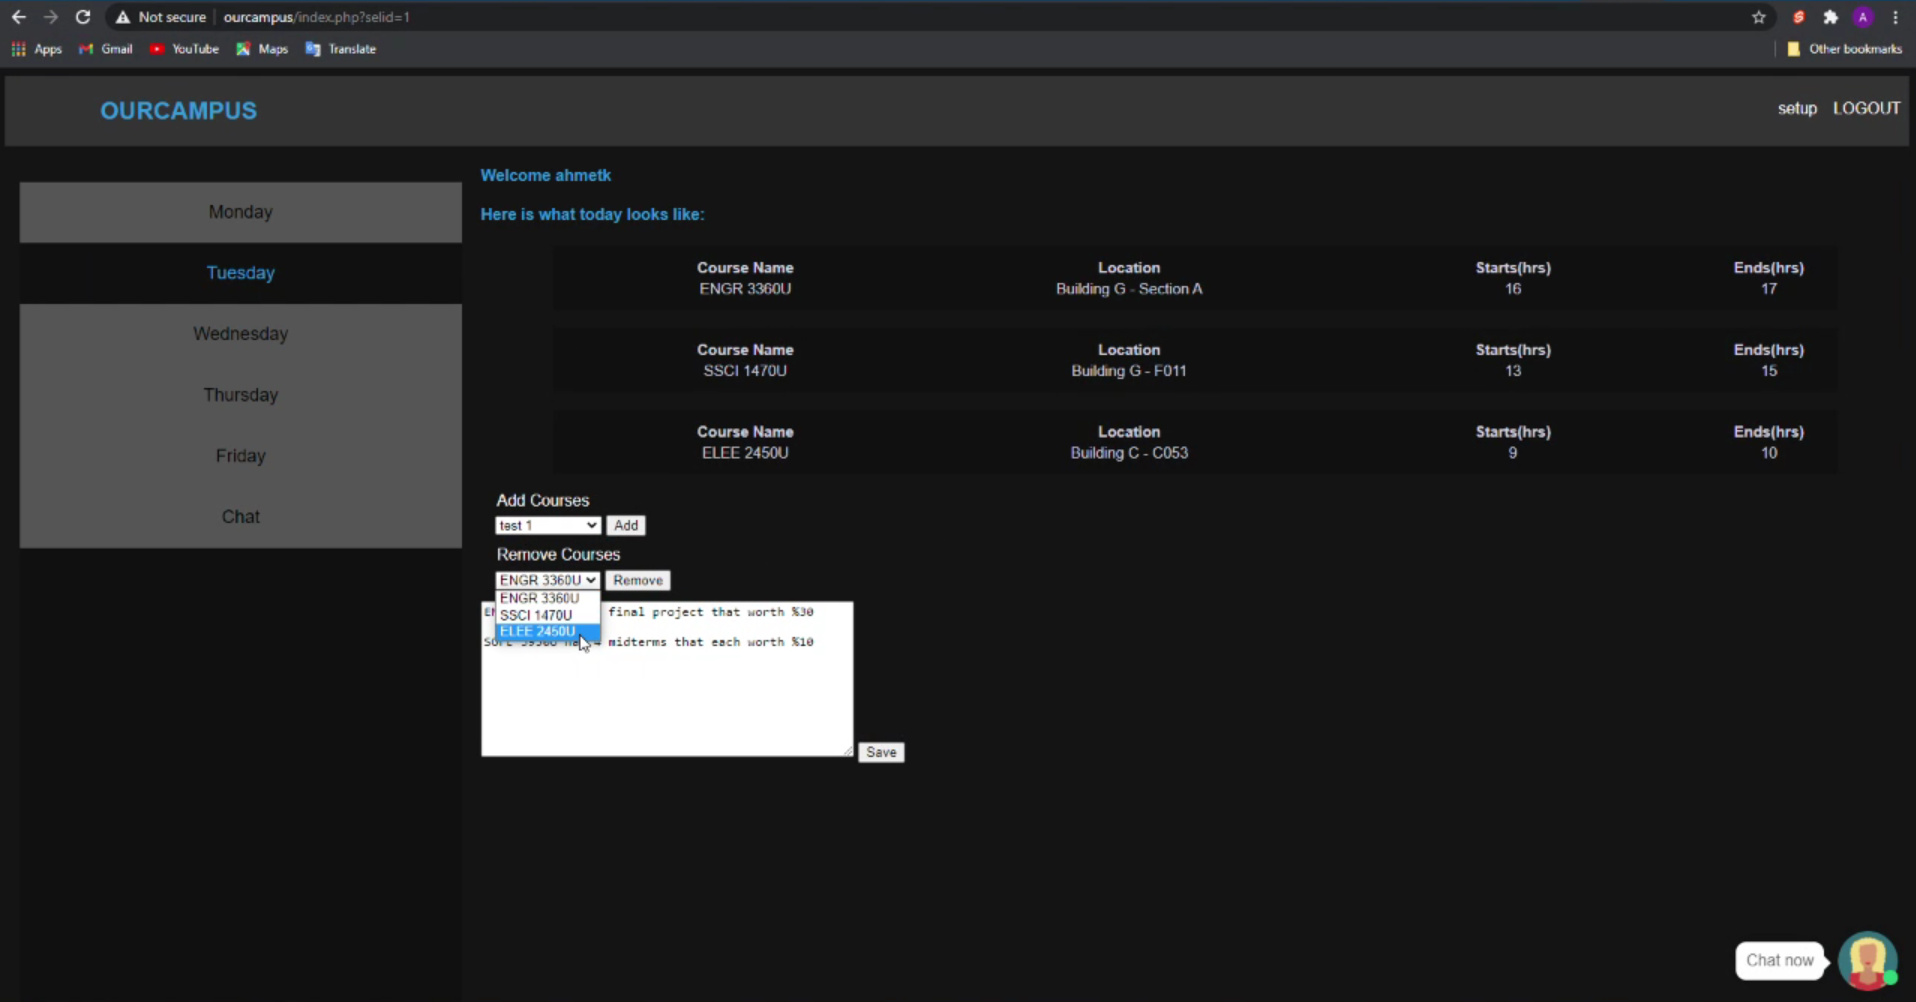 Not secure ourcampus/index.php?selid=1
A
Apps Gmail YouTube Maps Translate Other bookmarks
OURCAMPUS
setup LOGOUT
Monday
Tuesday
Wednesday
Thursday
Friday
Chat
Welcome ahmetk
Here is what today looks like:
Course Name Location Starts(hrs) Ends(hrs)
ENGR 3360U Building G - Section A 16 17
Course Name Location Starts(hrs) Ends(hrs)
SSCI 1470U Building G - F011 13 15
Course Name Location Starts(hrs) Ends(hrs)
ELEE 2450U Building C - C053 9 10
Add Courses
test 1 Add
Remove Courses
ENGR 3360U Remove
ENGR 3360U
SSCI 1470U
ELEE 2450U
final project that worth %30
midterms that each worth %10
Save
Chat now